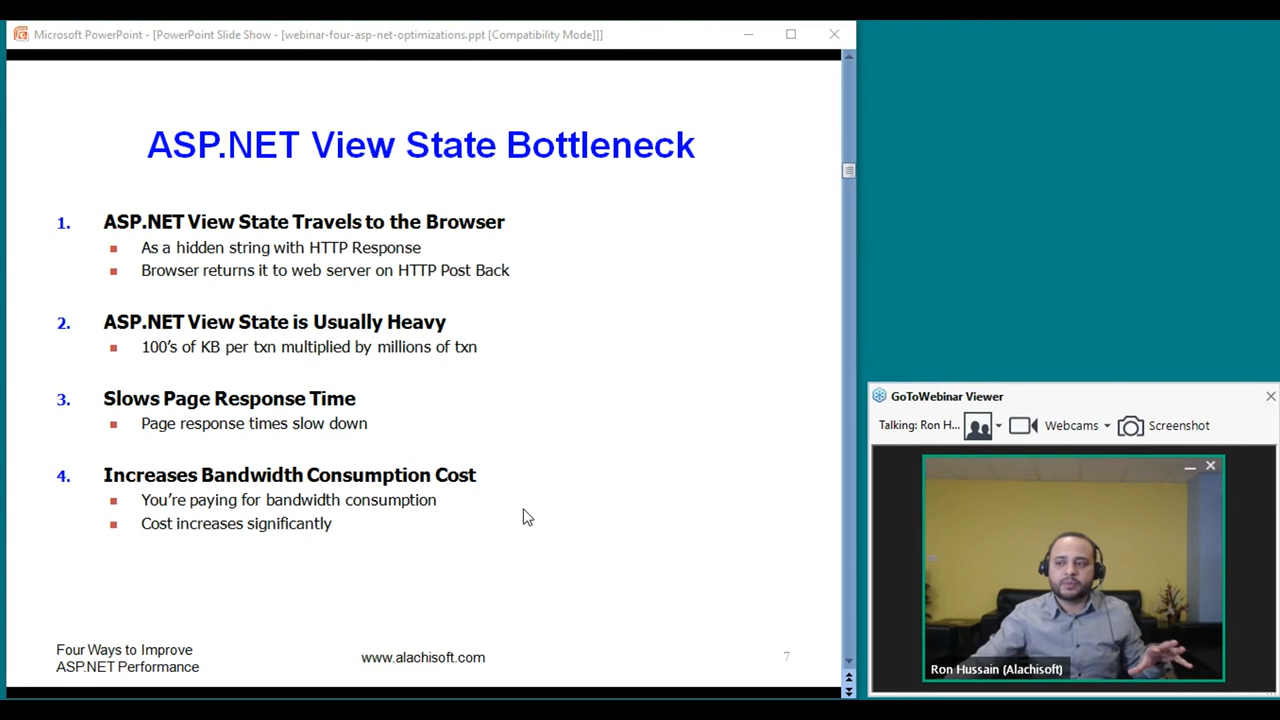 Microsoft PowerPoint - [PowerPoint Slide Show - [webinar-four-asp-net-optimizations.ppt [Compatibility Mode]]]
ASP.NET View State Bottleneck
1. ASP.NET View State Travels to the Browser
As a hidden string with HTTP Response
Browser returns it to web server on HTTP Post Back
2. ASP.NET View State is Usually Heavy
100's of KB per txn multiplied by millions of txn
3. Slows Page Response Time
Page response times slow down
4. Increases Bandwidth Consumption Cost
You're paying for bandwidth consumption
Cost increases significantly
Four Ways to Improve
ASP.NET Performance
www.alachisoft.com
7
GoToWebinar Viewer
Talking: Ron H...
Webcams
Screenshot
Ron Hussain (Alachisoft)